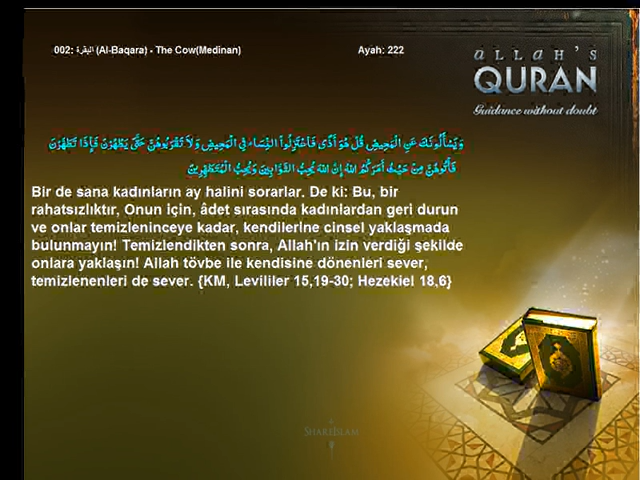 002: البقرة (Al-Baqara) - The Cow(Medinan) Ayah: 222
ALLAH'S
QURAN
Guidance without doubt
وَيَسْأَلُونَكَ عَنِ الْمَحِيضِ قُلْ هُوَ أَذًى فَاعْتَزِلُواْ النِّسَاء فِي الْمَحِيضِ وَلاَ تَقْرَبُوهُنَّ حَتَّىَ يَطْهُرْنَ فَإِذَا تَطَهَّرْنَ
فَأْتُوهُنَّ مِنْ حَيْثُ أَمَرَكُمُ اللّهُ إِنَّ اللّهَ يُحِبُّ التَّوَّابِينَ وَيُحِبُّ الْمُتَطَهِّرِينَ
Bir de sana kadınların ay halini sorarlar. De ki: Bu, bir
rahatsızlıktır, Onun için, âdet sırasında kadınlardan geri durun
ve onlar temizleninceye kadar, kendilerine cinsel yaklaşmada
bulunmayın! Temizlendikten sonra, Allah'ın izin verdiği şekilde
onlara yaklaşın! Allah tövbe ile kendisine dönenleri sever,
temizlenenleri de sever. {KM, Levililer 15,19-30; Hezekiel 18,6}
SHAREISLAM